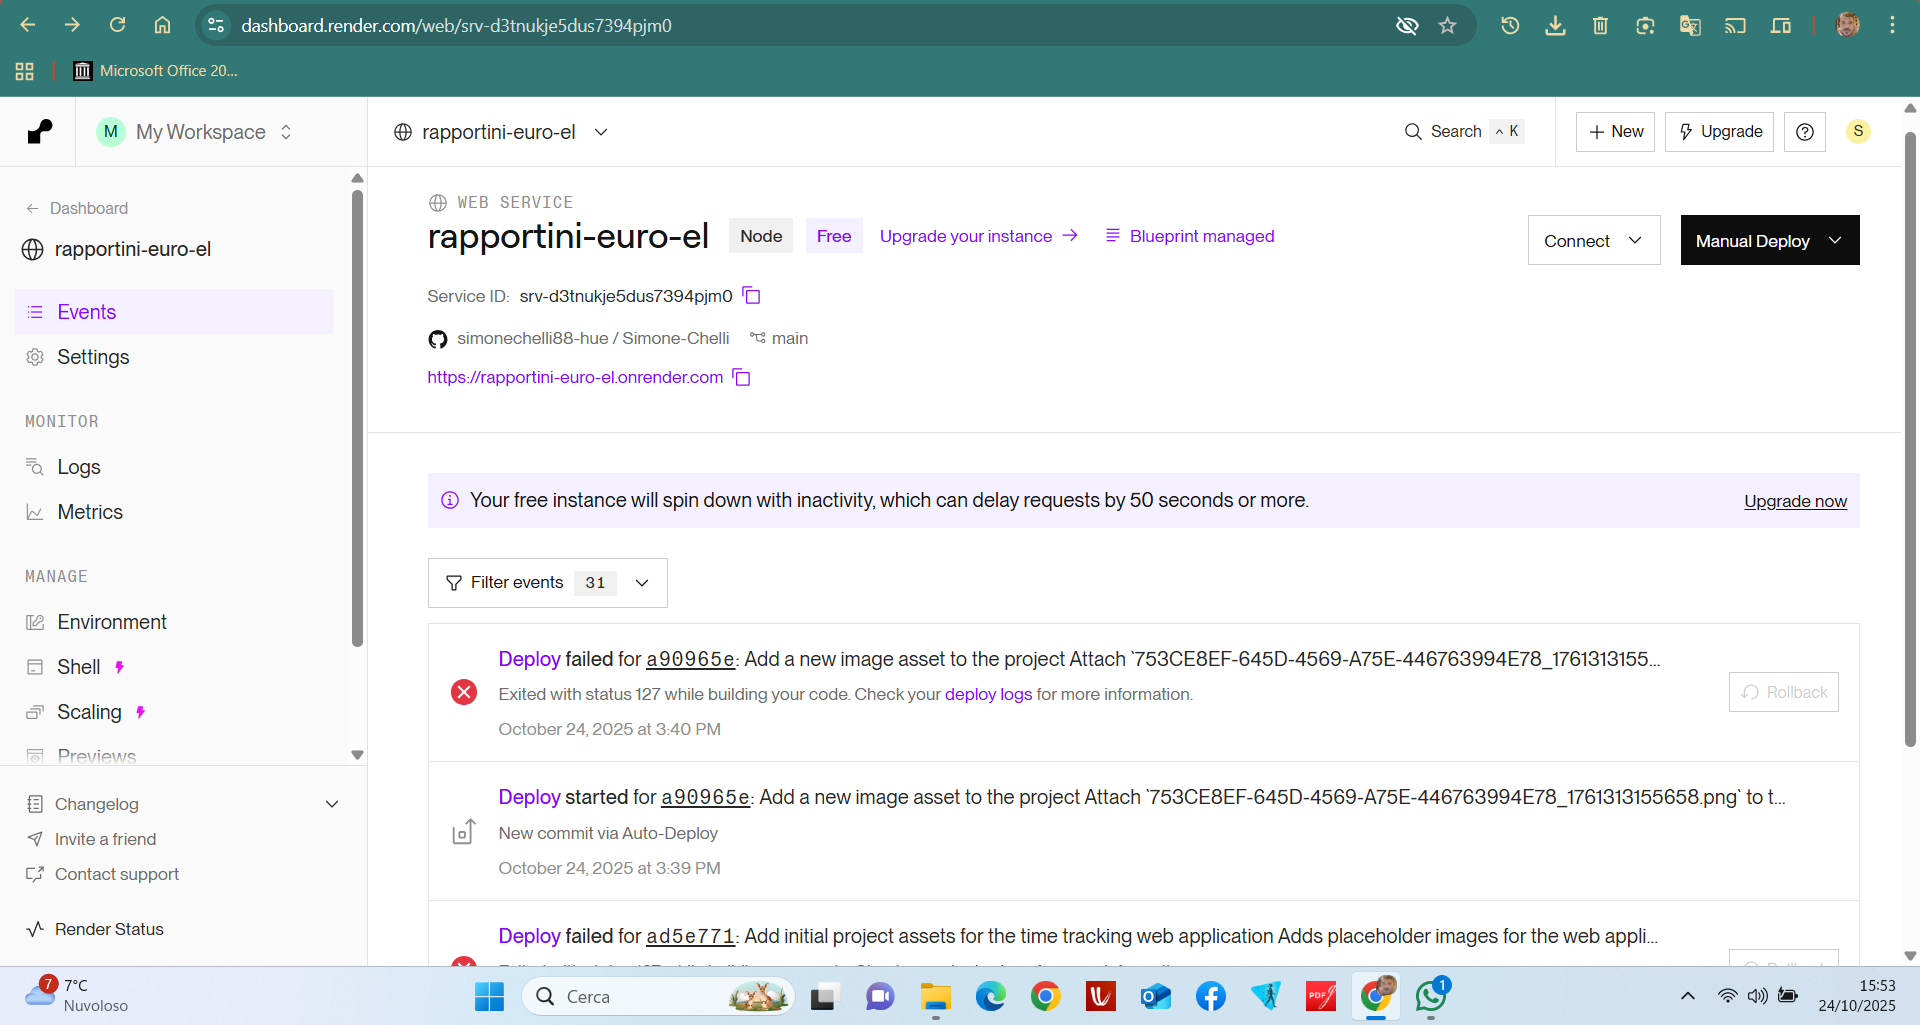 dashboard.render.com/web/srv-d3tnukje5dus7394pjm0
Microsoft Office 20...
M My Workspace
rapportini-euro-el
Search ^ K
+ New
Upgrade
S
Dashboard
rapportini-euro-el
Events
Settings
MONITOR
Logs
Metrics
MANAGE
Environment
Shell
Scaling
Previews
Changelog
Invite a friend
Contact support
Render Status
WEB SERVICE
rapportini-euro-el Node Free Upgrade your instance → Blueprint managed
Connect
Manual Deploy
Service ID: srv-d3tnukje5dus7394pjm0
simonechelli88-hue / Simone-Chelli main
https://rapportini-euro-el.onrender.com
Your free instance will spin down with inactivity, which can delay requests by 50 seconds or more.
Upgrade now
Filter events 31
Deploy failed for a90965e: Add a new image asset to the project Attach `753CE8EF-645D-4569-A75E-446763994E78_1761313155...
Exited with status 127 while building your code. Check your deploy logs for more information.
October 24, 2025 at 3:40 PM
Rollback
Deploy started for a90965e: Add a new image asset to the project Attach `753CE8EF-645D-4569-A75E-446763994E78_1761313155658.png` to t...
New commit via Auto-Deploy
October 24, 2025 at 3:39 PM
Deploy failed for ad5e771: Add initial project assets for the time tracking web application Adds placeholder images for the web appli...
7
7°C
Nuvoloso
Cerca
PDF
1
15:53
24/10/2025